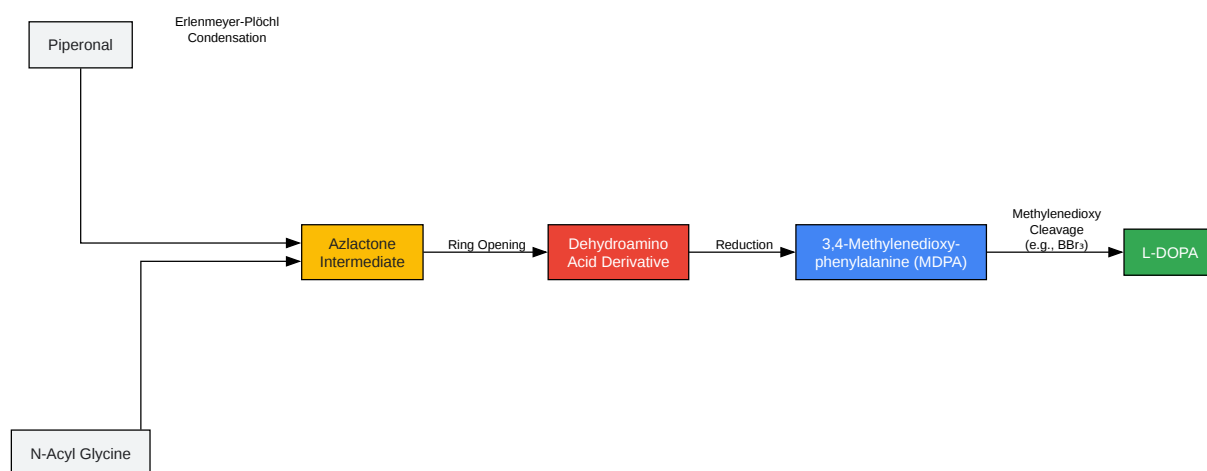 Erlenmeyer-Plöchl
Condensation
Piperonal
Methylenedioxy
Cleavage
(e.g., BBr₃)
Azlactone
Intermediate
Ring Opening
Dehydroamino
Acid Derivative
Reduction
3,4-Methylenedioxy-
phenylalanine (MDPA)
L-DOPA
N-Acyl Glycine